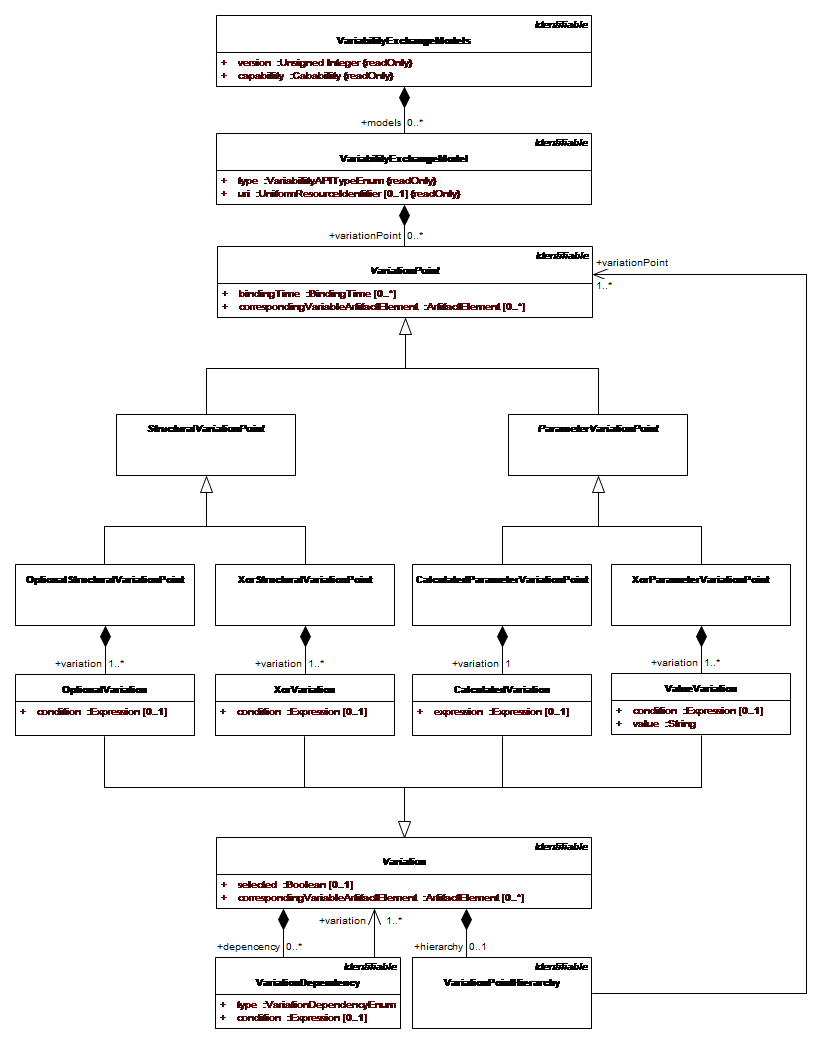 Identifiable
VariabilityExchangeModels
+ version :Unsigned Integer {readOnly}
+ capability :Cabability {readOnly}
+models 0..*
Identifiable
VariabilityExchangeModel
+ type :VariabilityAPITypeEnum {readOnly}
+ uri :UniformResourceIdentifier [0..1] {readOnly}
+variationPoint 0..*
Identifiable
VariationPoint
+ bindingTime :BindingTime [0..*]
+ correspondingVariableArtifactElement :ArtifactElement [0..*]
+variationPoint
1..*
StructuralVariationPoint
ParameterVariationPoint
OptionalStructuralVariationPoint
XorStructuralVariationPoint
CalculatedParameterVariationPoint
XorParameterVariationPoint
+variation 1..*
+variation 1..*
+variation 1
+variation 1..*
OptionalVariation
+ condition :Expression [0..1]
XorVariation
+ condition :Expression [0..1]
CalculatedVariation
+ expression :Expression [0..1]
ValueVariation
+ condition :Expression [0..1]
+ value :String
Identifiable
Variation
+ selected :Boolean [0..1]
+ correspondingVariableArtifactElement :ArtifactElement [0..*]
+variation 1..*
+depencency 0..*
+hierarchy 0..1
Identifiable
VariationDependency
+ type :VariationDependencyEnum
+ condition :Expression [0..1]
Identifiable
VariationPointHierarchy